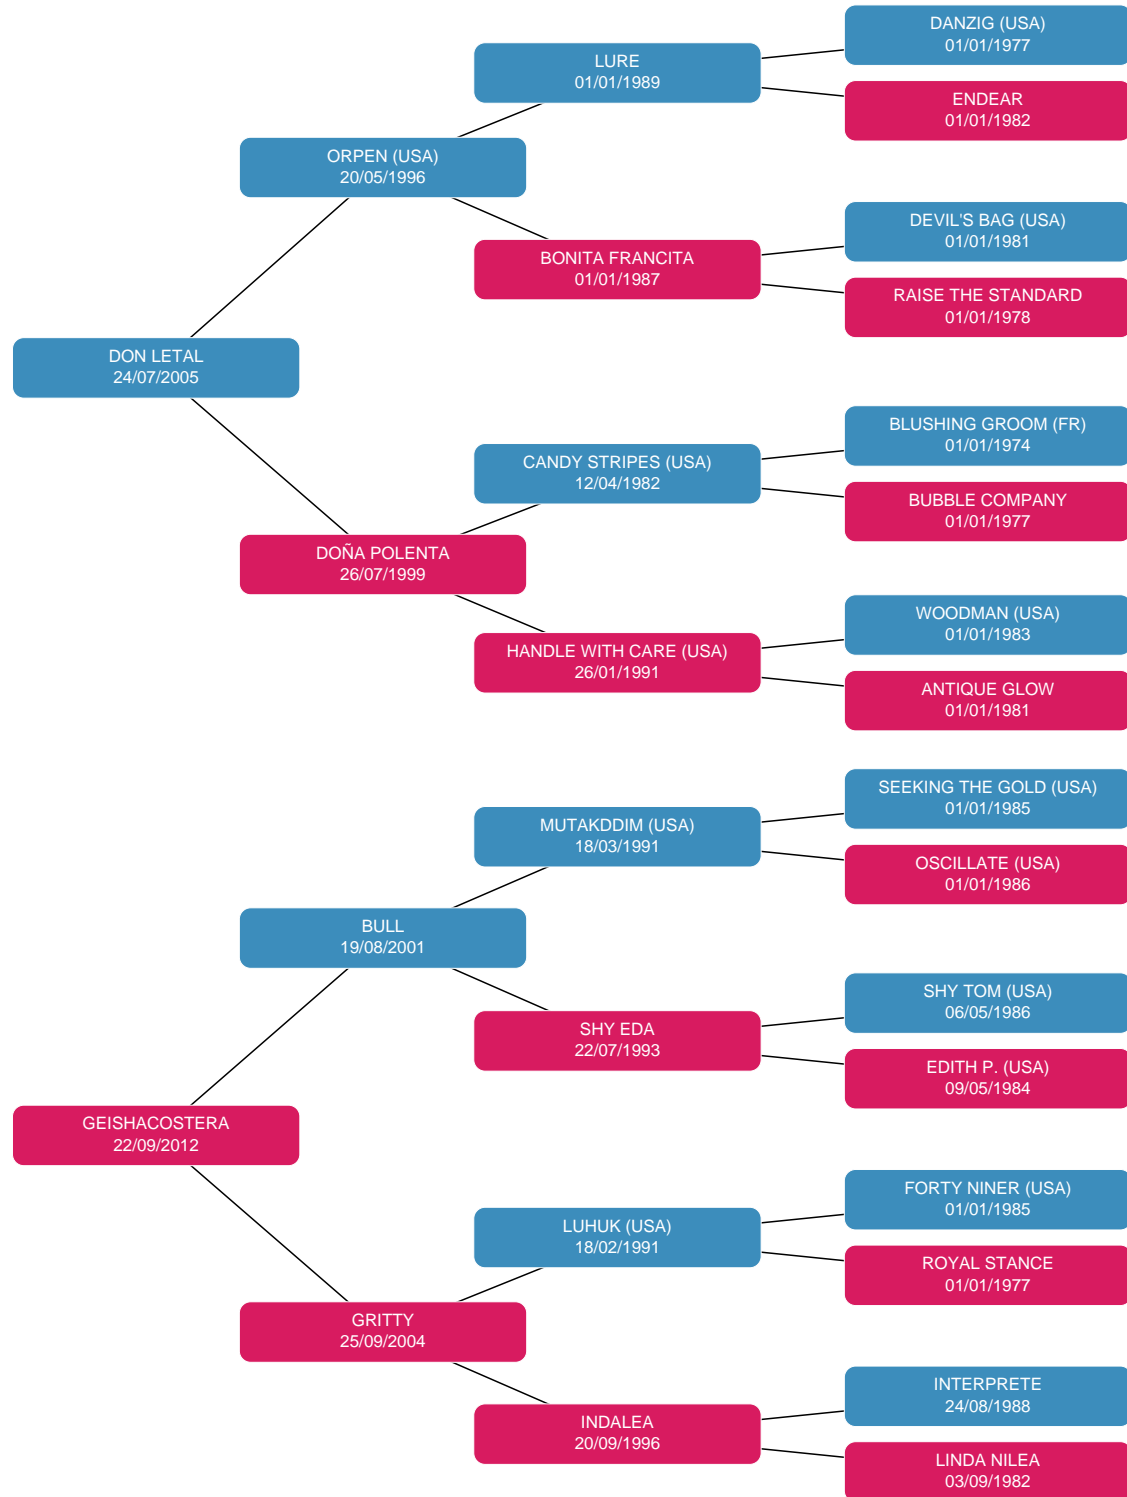 DANZIG (USA)
01/01/1977
LURE
01/01/1989
ENDEAR
01/01/1982
ORPEN (USA)
20/05/1996
DEVIL'S BAG (USA)
01/01/1981
BONITA FRANCITA
01/01/1987
RAISE THE STANDARD
01/01/1978
DON LETAL
24/07/2005
BLUSHING GROOM (FR)
01/01/1974
CANDY STRIPES (USA)
12/04/1982
BUBBLE COMPANY
01/01/1977
DOÑA POLENTA
26/07/1999
WOODMAN (USA)
01/01/1983
HANDLE WITH CARE (USA)
26/01/1991
ANTIQUE GLOW
01/01/1981
SEEKING THE GOLD (USA)
01/01/1985
MUTAKDDIM (USA)
18/03/1991
OSCILLATE (USA)
01/01/1986
BULL
19/08/2001
SHY TOM (USA)
06/05/1986
SHY EDA
22/07/1993
EDITH P. (USA)
09/05/1984
GEISHACOSTERA
22/09/2012
FORTY NINER (USA)
01/01/1985
LUHUK (USA)
18/02/1991
ROYAL STANCE
01/01/1977
GRITTY
25/09/2004
INTERPRETE
24/08/1988
INDALEA
20/09/1996
LINDA NILEA
03/09/1982